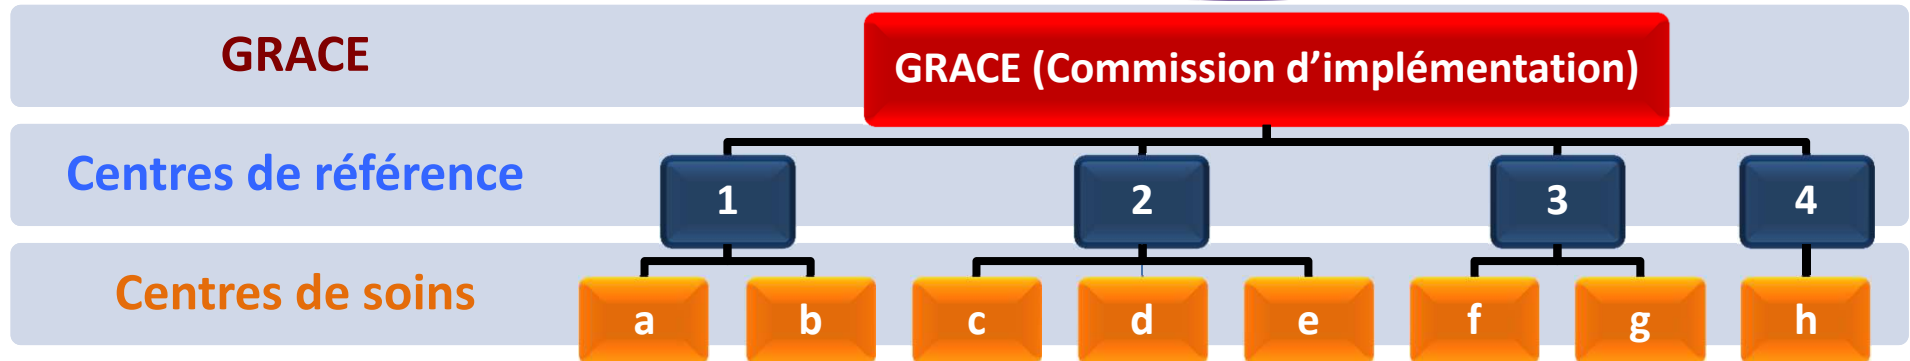 GRACE
GRACE (Commission d’implémentation)
Centres de référence
1 2 3 4
Centres de soins
a b c d e f g h